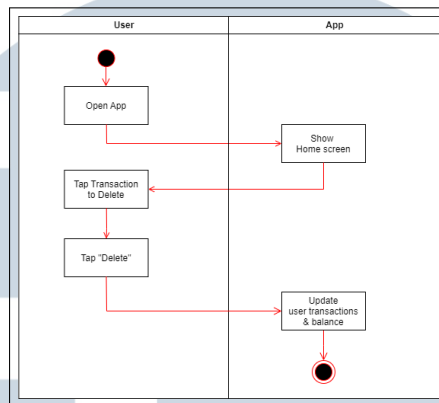 User
App
Open App
Show
Home screen
Tap Transaction
to Delete
Tap "Delete"
Update
user transactions
& balance